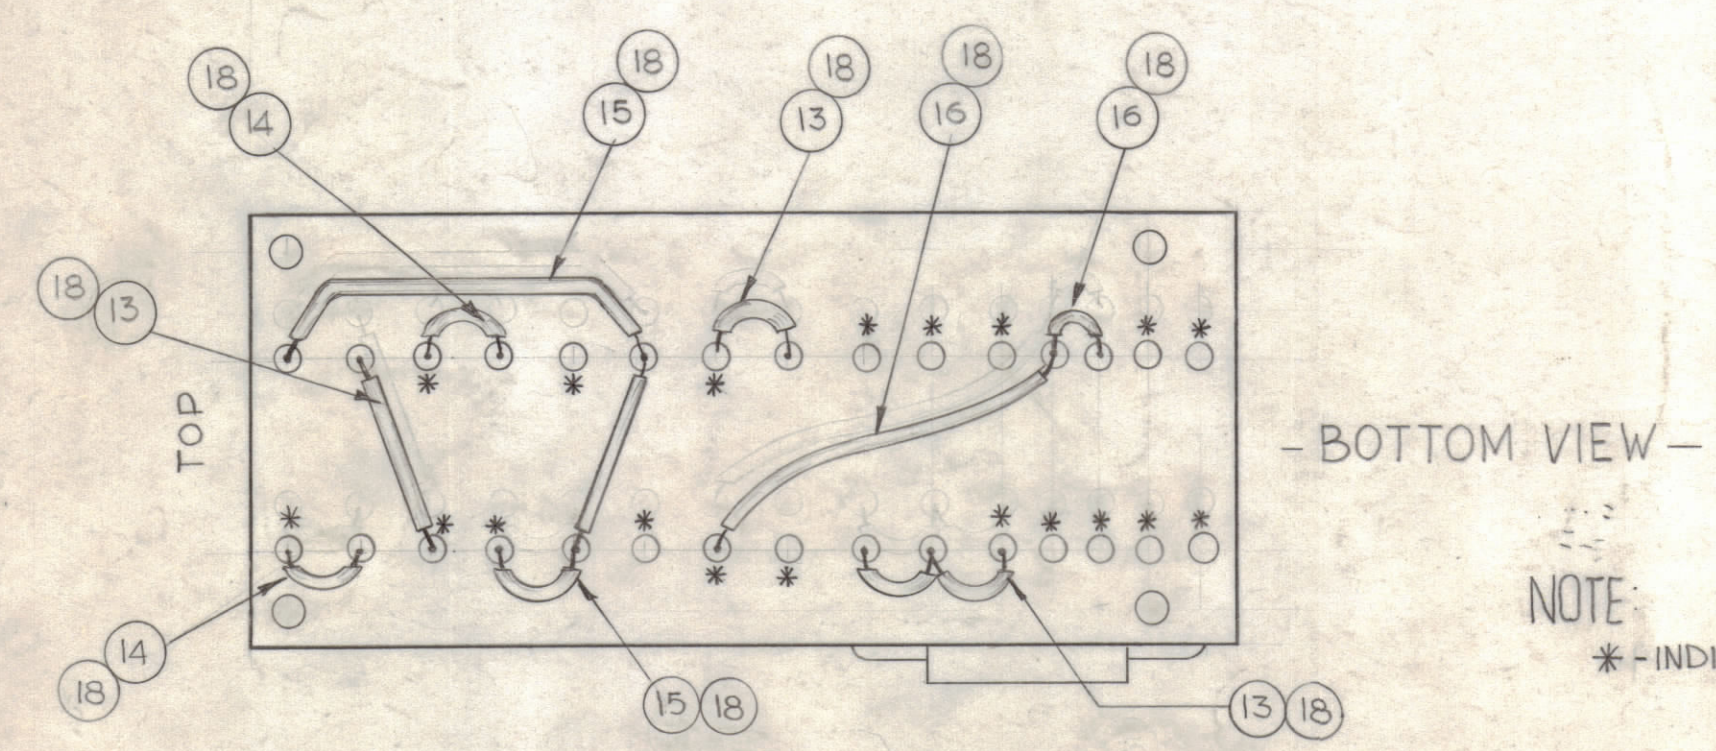 18 14
18 15
18 13
18 16
18 16
18 13
TOP
- BOTTOM VIEW -
NOTE:
* - INDI
14 18
15 18
13 18